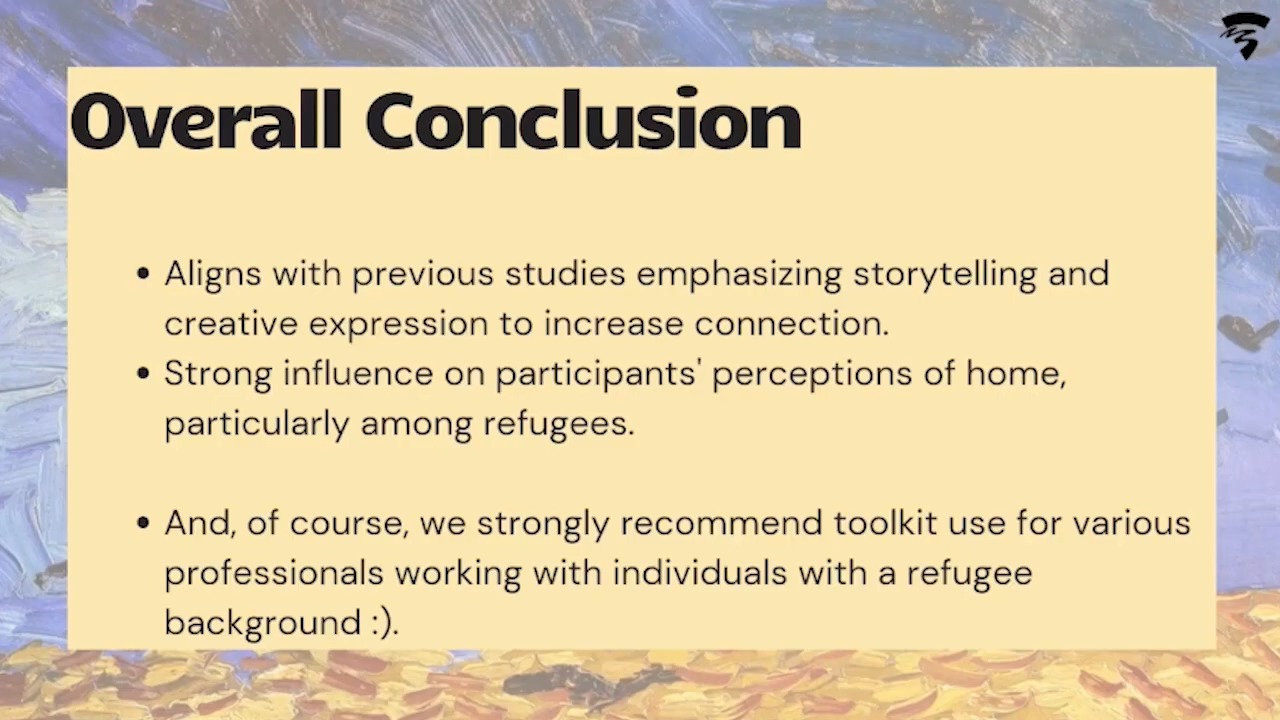 Overall Conclusion
• Aligns with previous studies emphasizing storytelling and
creative expression to increase connection.
• Strong influence on participants' perceptions of home,
particularly among refugees.
• And, of course, we strongly recommend toolkit use for various
professionals working with individuals with a refugee
background :).